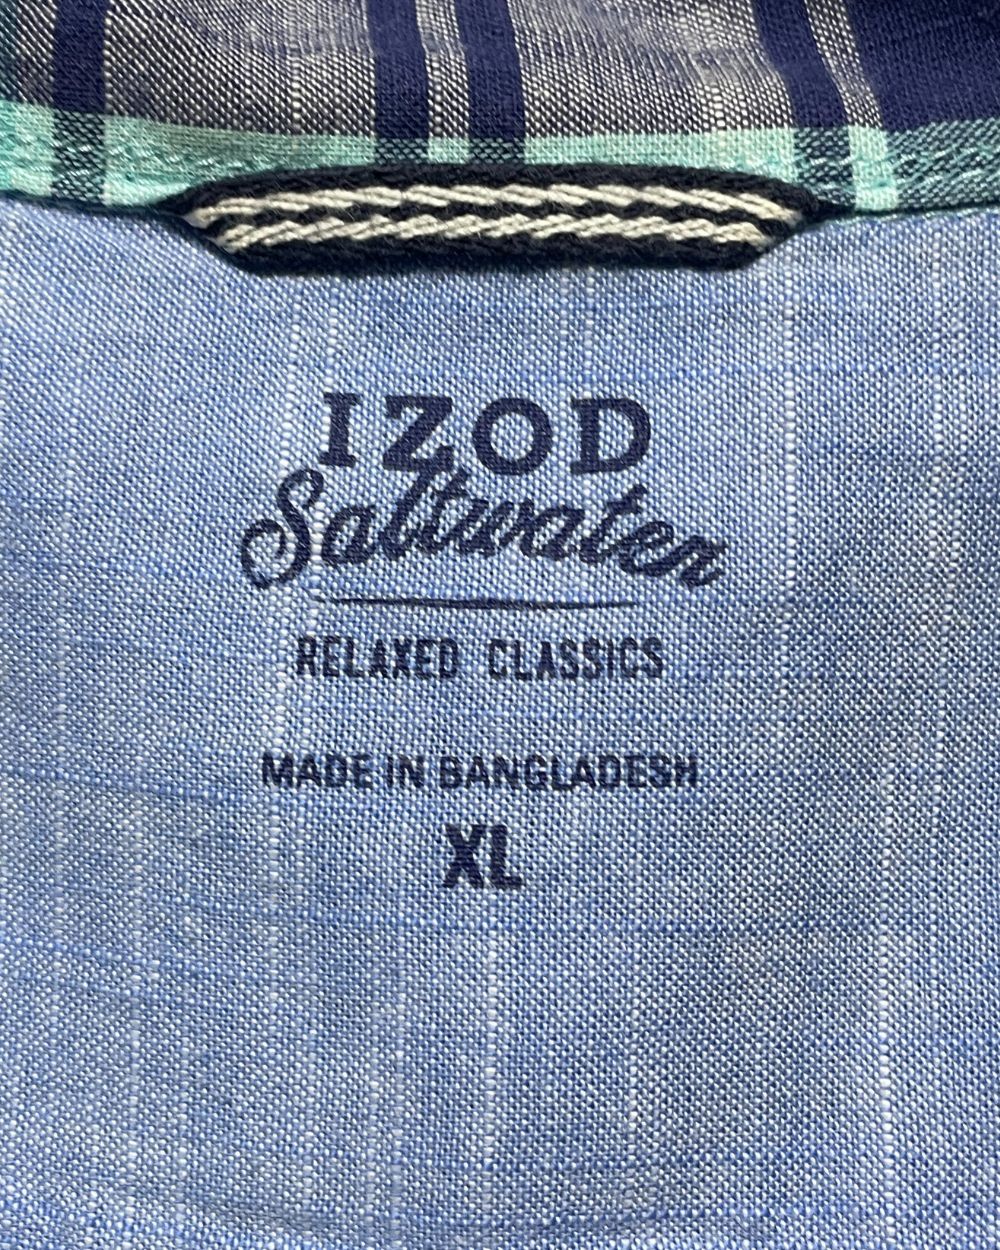 IZOD
Saltwater
RELAXED CLASSICS
MADE IN BANGLADESH
XL